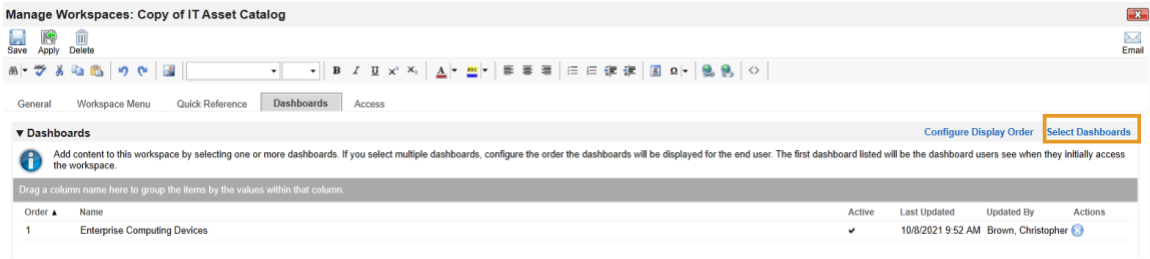 Manage Workspaces: Copy of IT Asset Catalog
Save Apply Delete Email
B I U x² Xₐ A abc Ω
General Workspace Menu Quick Reference Dashboards Access
▼ Dashboards Configure Display Order Select Dashboards
Add content to this workspace by selecting one or more dashboards. If you select multiple dashboards, configure the order the dashboards will be displayed for the end user. The first dashboard listed will be the dashboard users see when they initially access
the workspace.
Drag a column name here to group the items by the values within that column.
Order ▲ Name Active Last Updated Updated By Actions
1 Enterprise Computing Devices ✔ 10/8/2021 9:52 AM Brown, Christopher